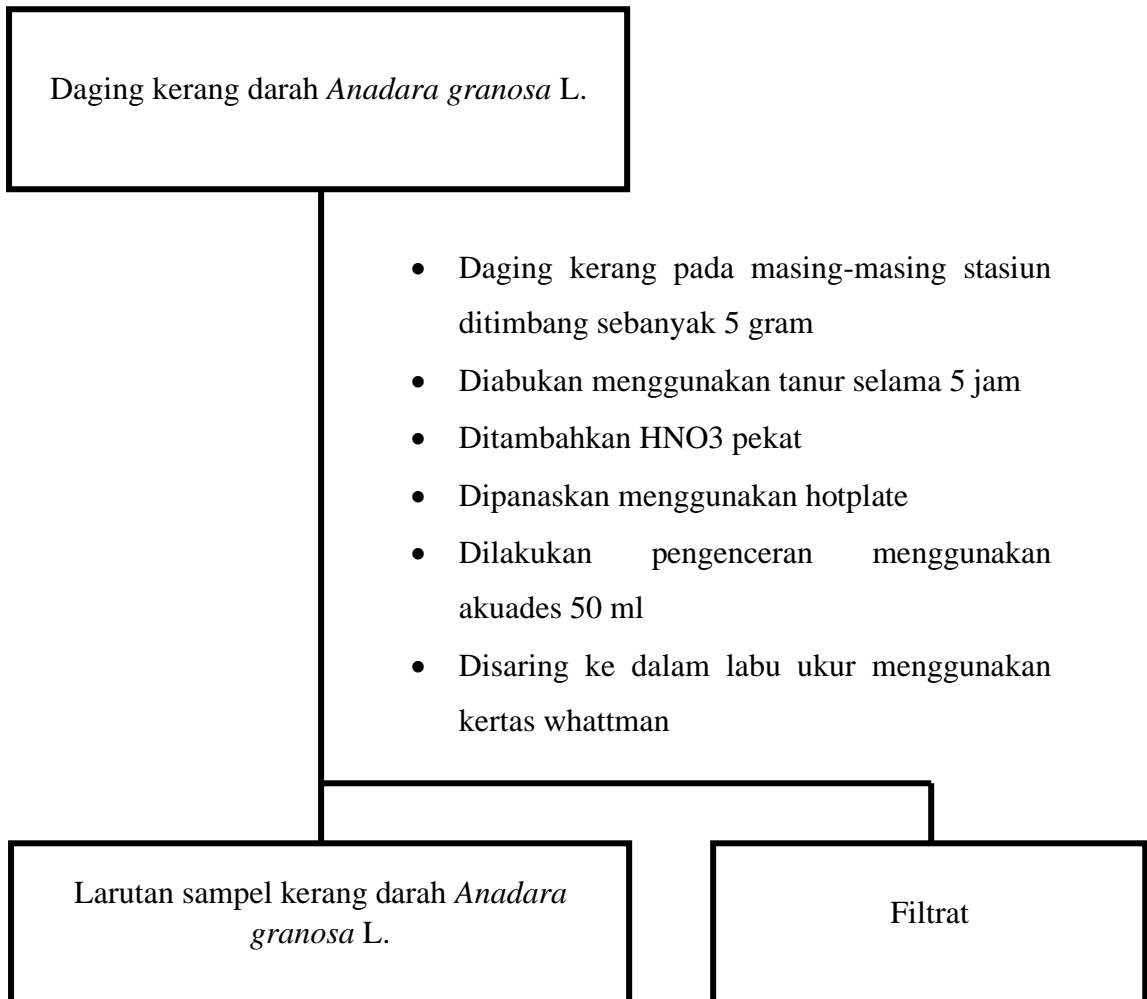 Daging kerang darah Anadara granosa L.
• Daging kerang pada masing-masing stasiun
ditimbang sebanyak 5 gram
• Diabukan menggunakan tanur selama 5 jam
• Ditambahkan HNO3 pekat
• Dipanaskan menggunakan hotplate
• Dilakukan pengenceran menggunakan
akuades 50 ml
• Disaring ke dalam labu ukur menggunakan
kertas whattman
Larutan sampel kerang darah Anadara
granosa L.
Filtrat